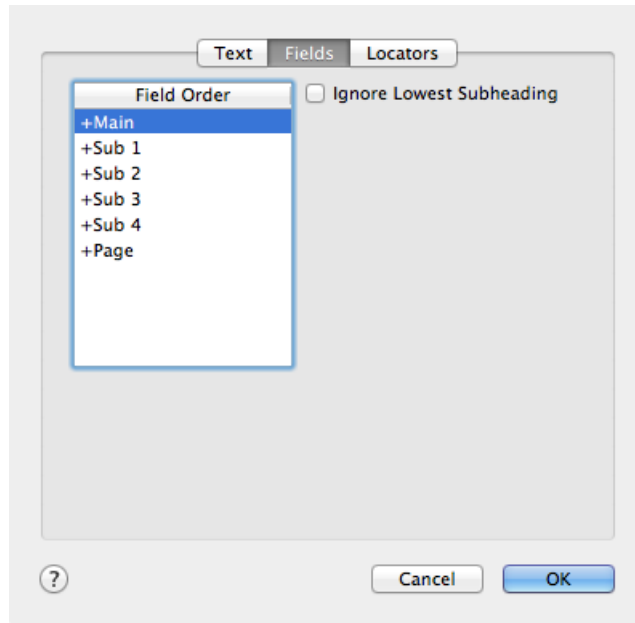 Text Fields Locators
Field Order
Ignore Lowest Subheading
+Main
+Sub 1
+Sub 2
+Sub 3
+Sub 4
+Page
? Cancel OK